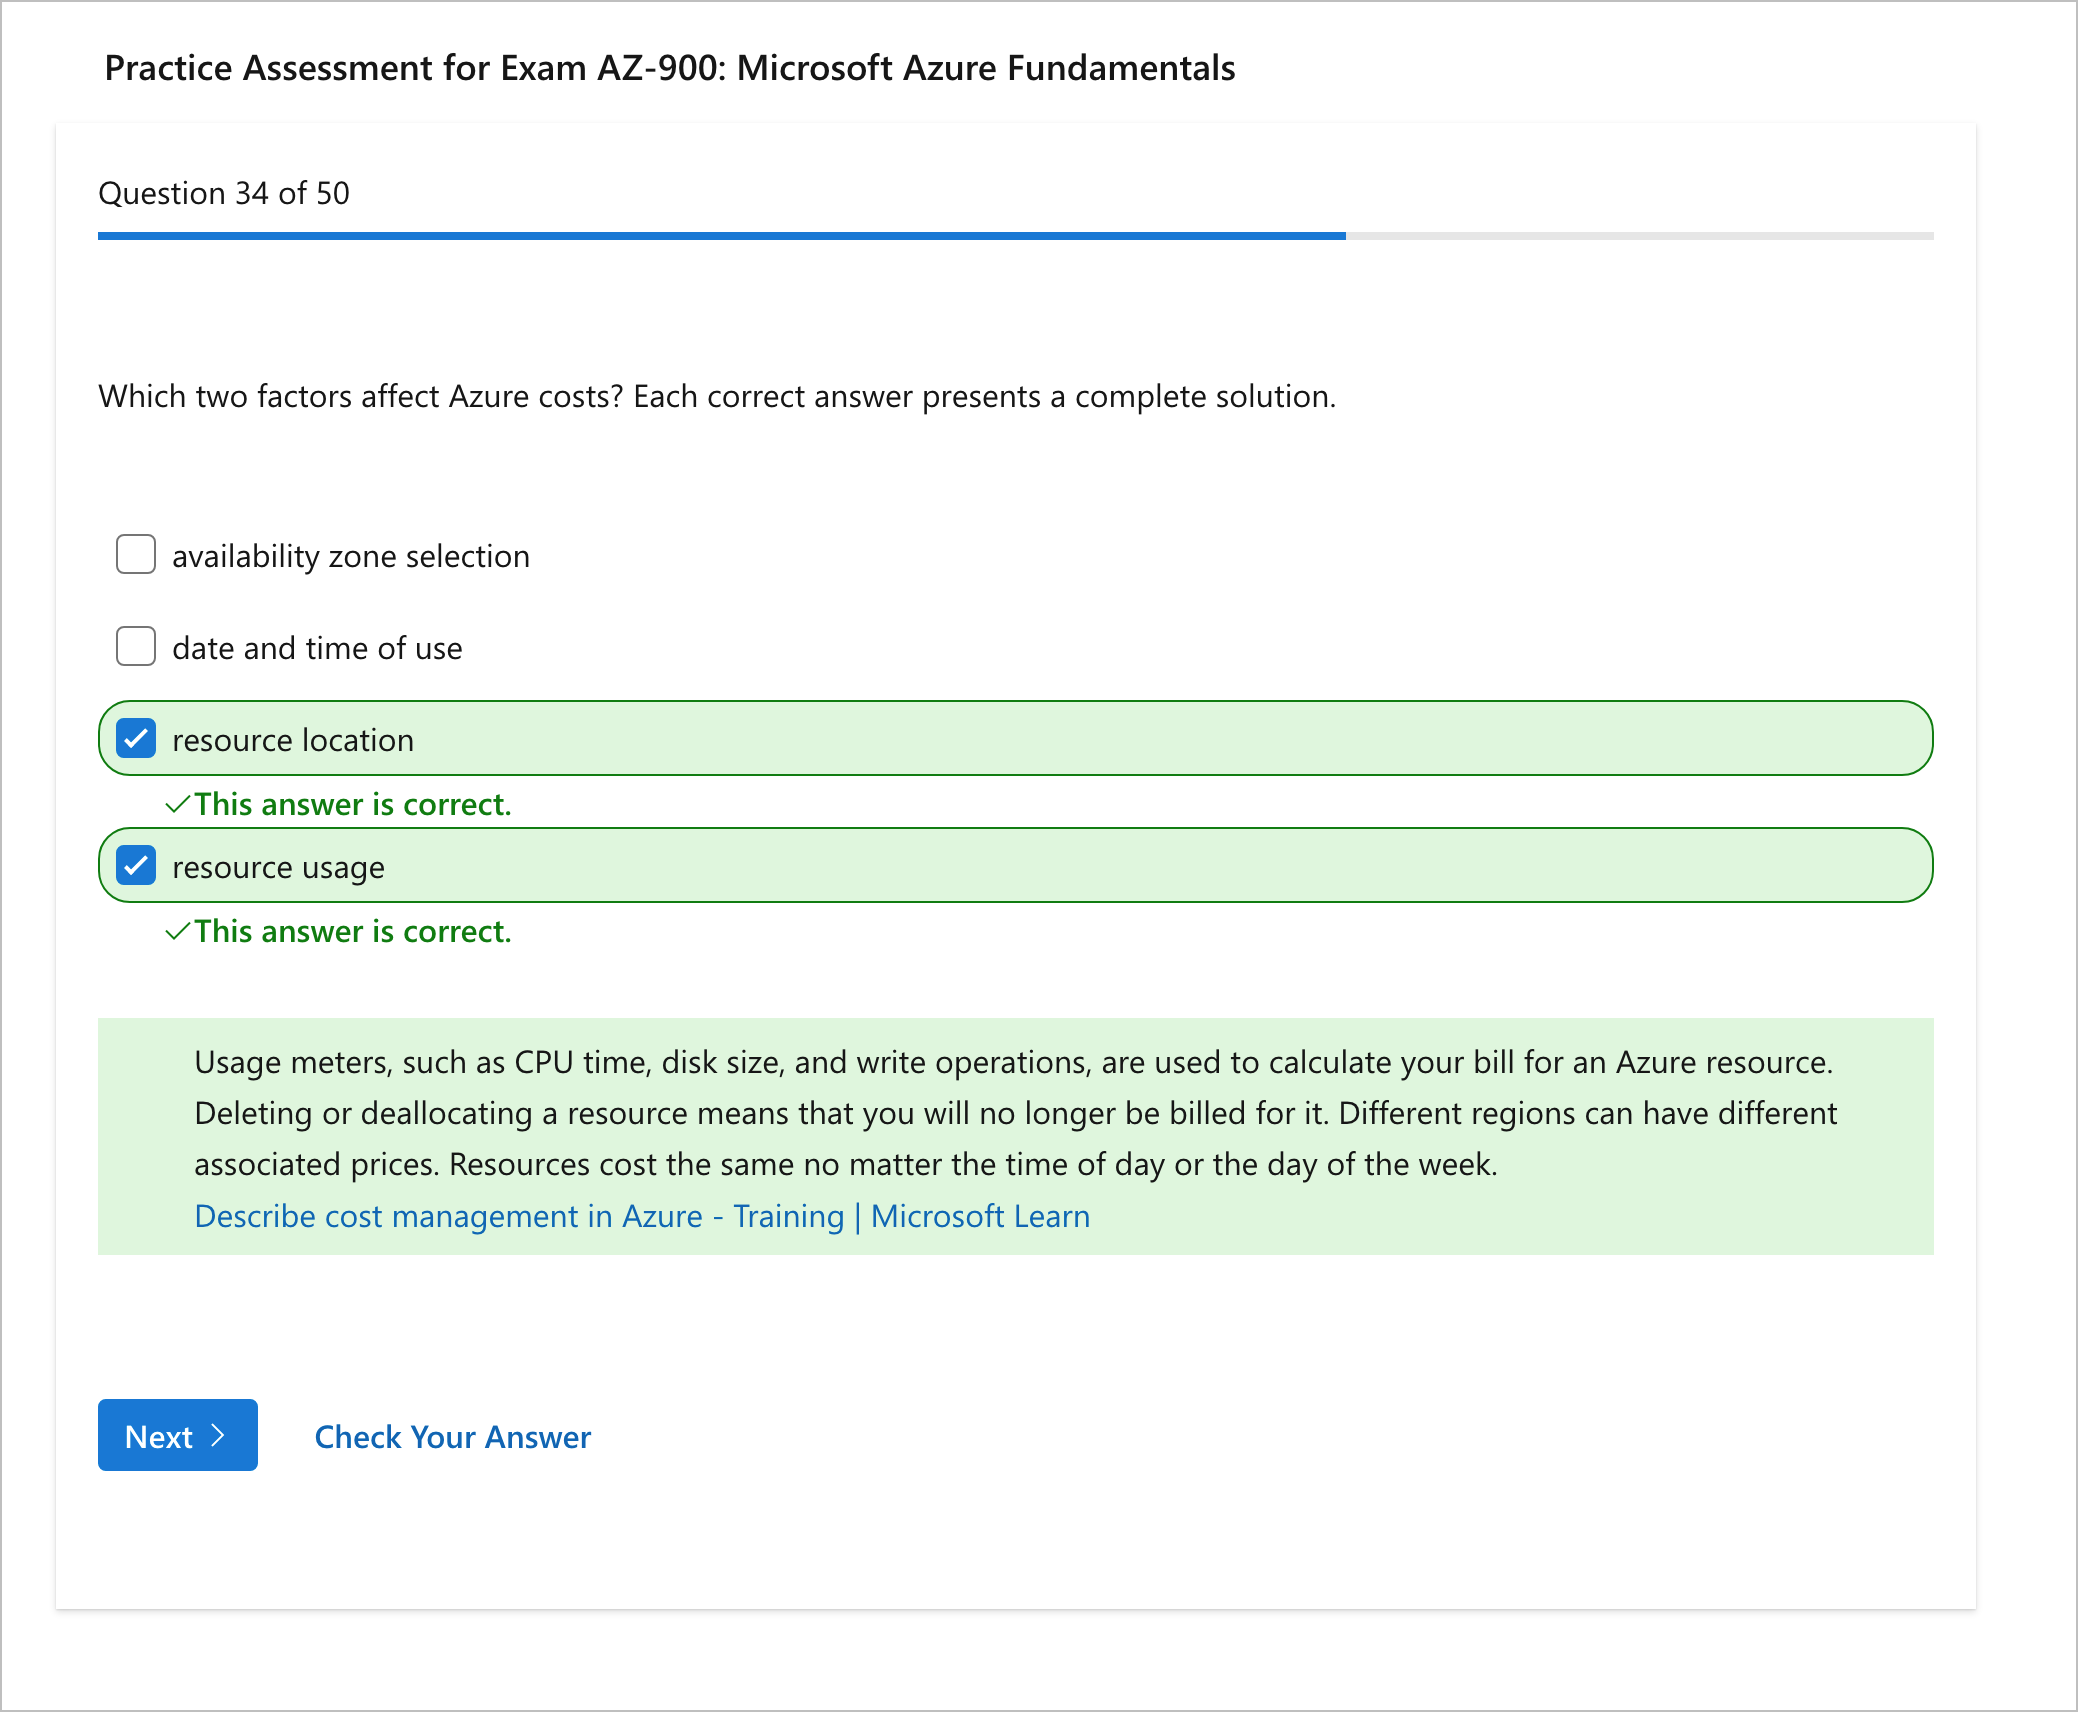 Practice Assessment for Exam AZ-900: Microsoft Azure Fundamentals
Question 34 of 50
Which two factors affect Azure costs? Each correct answer presents a complete solution.
availability zone selection
date and time of use
resource location
This answer is correct.
resource usage
This answer is correct.
Usage meters, such as CPU time, disk size, and write operations, are used to calculate your bill for an Azure resource.
Deleting or deallocating a resource means that you will no longer be billed for it. Different regions can have different
associated prices. Resources cost the same no matter the time of day or the day of the week.
Describe cost management in Azure - Training | Microsoft Learn
Next
Check Your Answer